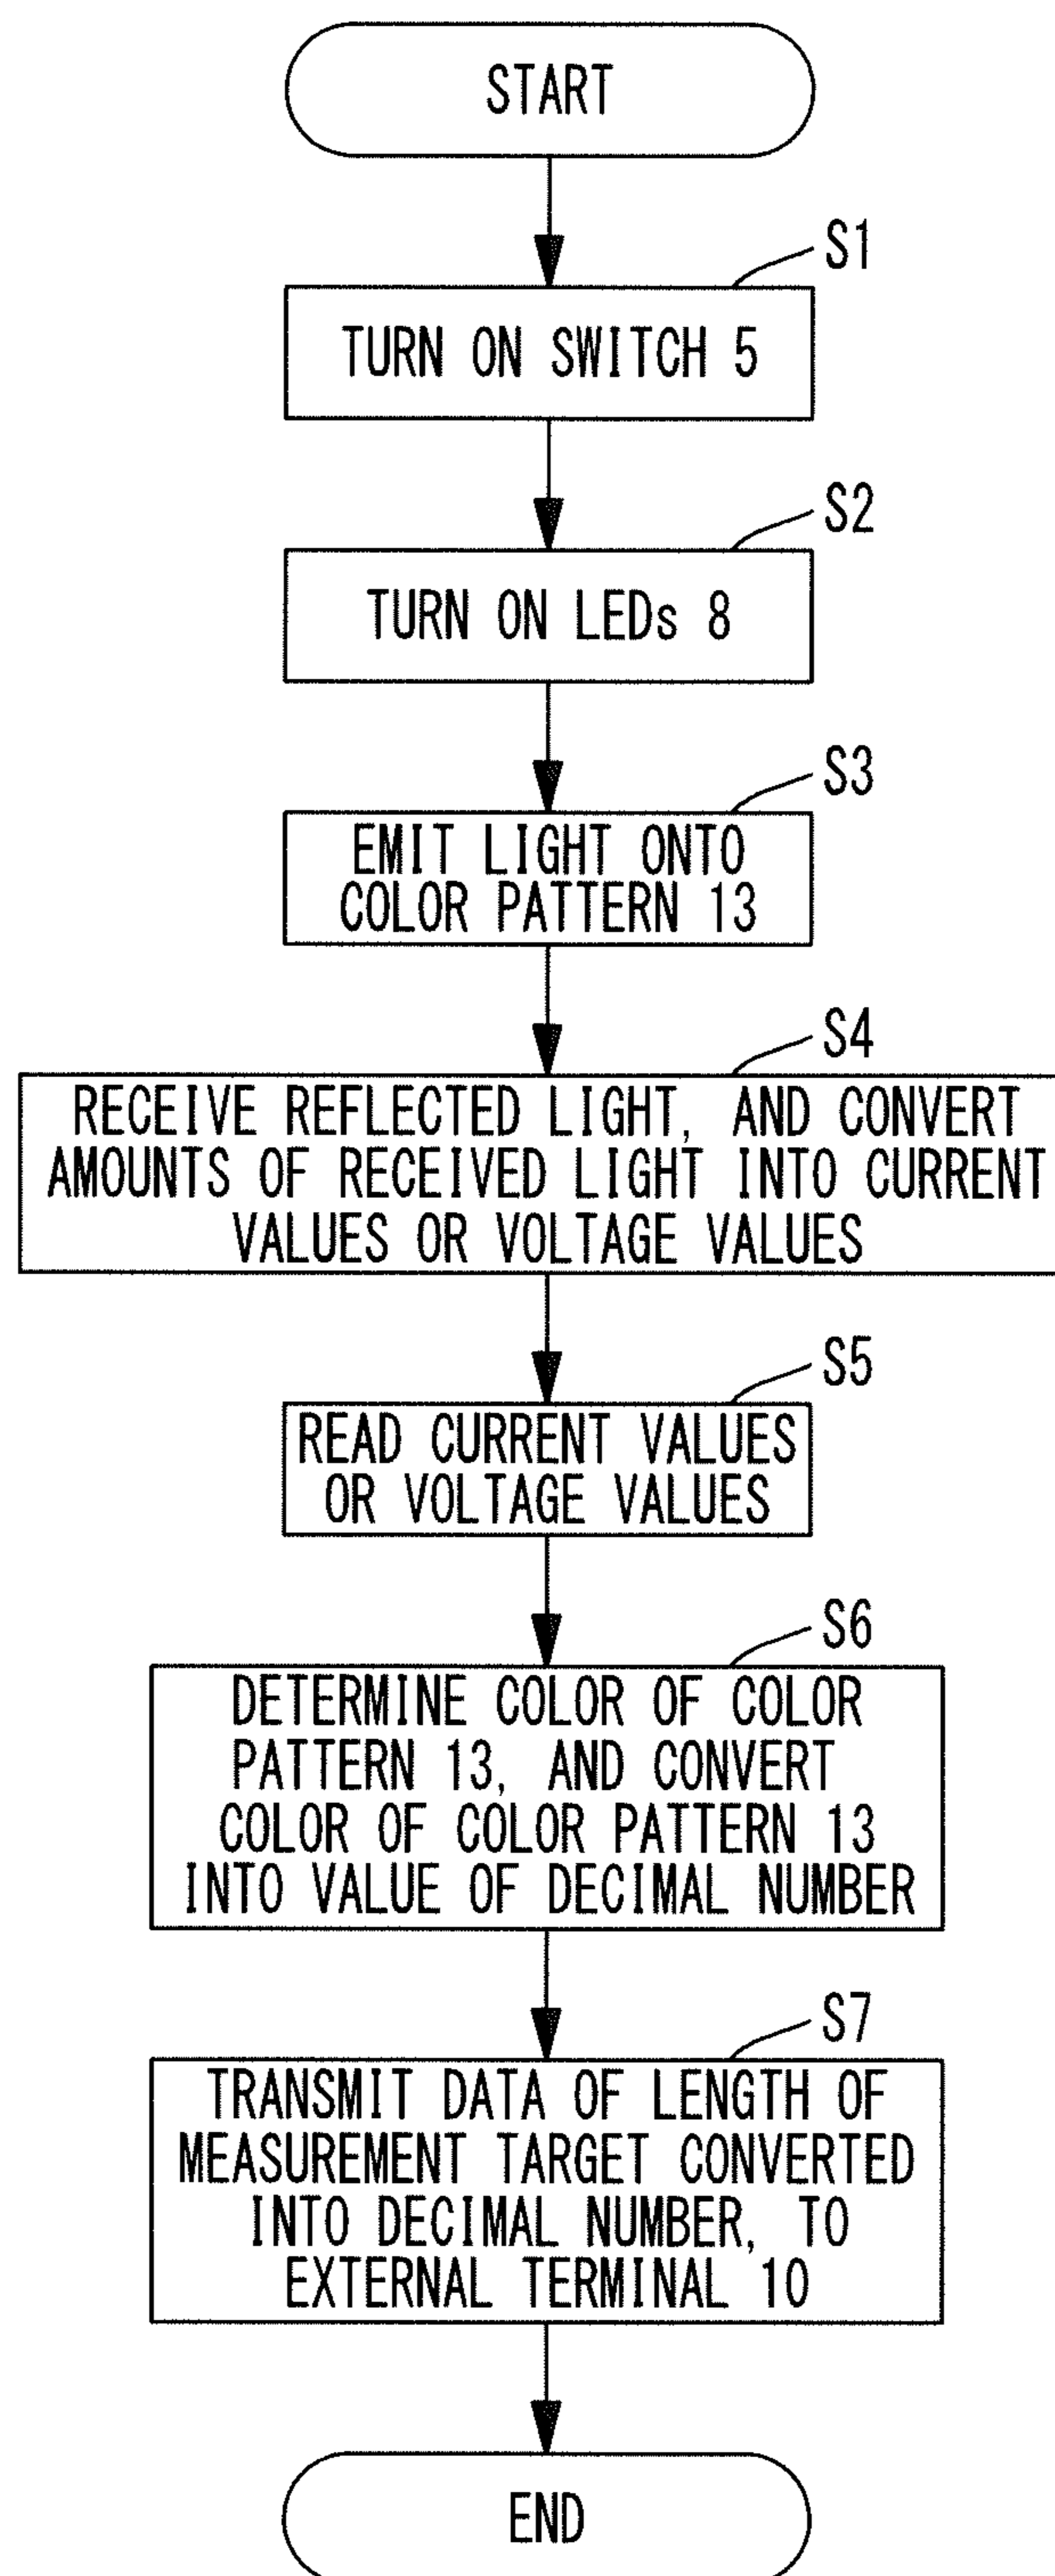 START
S1
TURN ON SWITCH 5
S2
TURN ON LEDs 8
S3
EMIT LIGHT ONTO
COLOR PATTERN 13
S4
RECEIVE REFLECTED LIGHT, AND CONVERT
AMOUNTS OF RECEIVED LIGHT INTO CURRENT
VALUES OR VOLTAGE VALUES
S5
READ CURRENT VALUES
OR VOLTAGE VALUES
S6
DETERMINE COLOR OF COLOR
PATTERN 13, AND CONVERT
COLOR OF COLOR PATTERN 13
INTO VALUE OF DECIMAL NUMBER
S7
TRANSMIT DATA OF LENGTH OF
MEASUREMENT TARGET CONVERTED
INTO DECIMAL NUMBER, TO
EXTERNAL TERMINAL 10
END